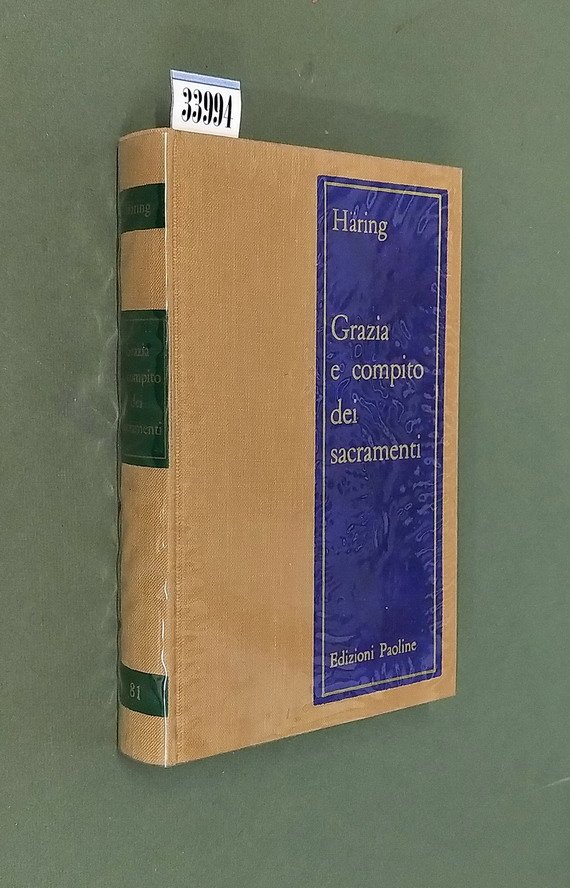 33994
Häring
Grazia
e compito
dei
sacramenti
Edizioni Paoline
Häring
Grazia
compito
dei
sacramenti
81